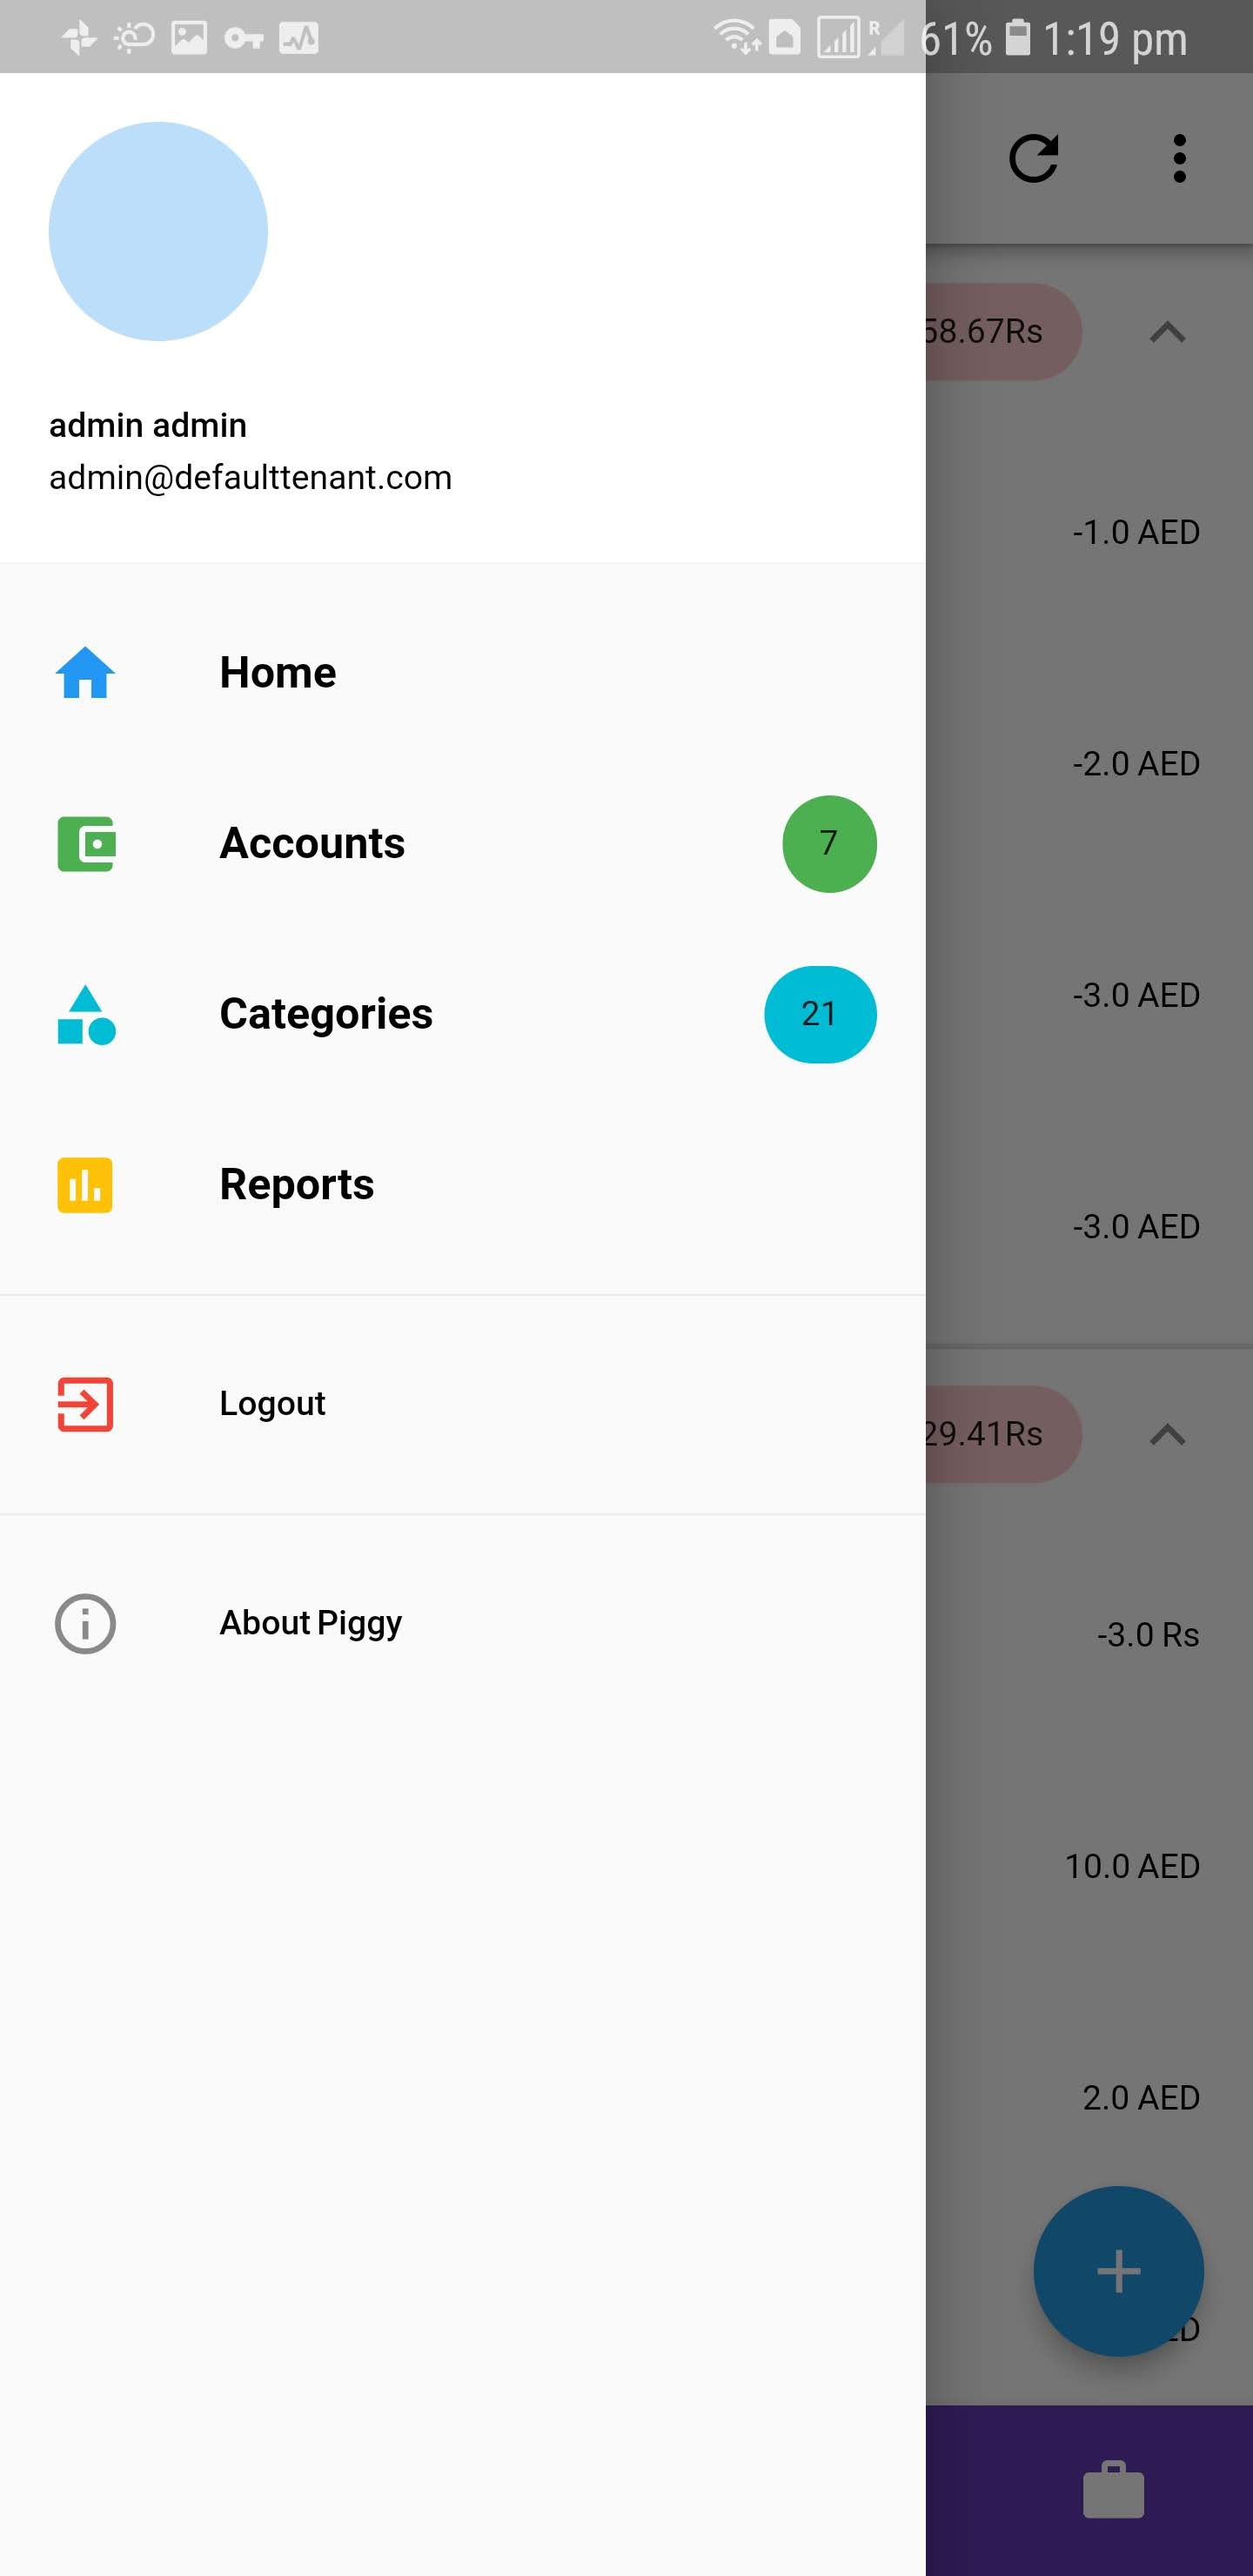 R 61% 1:19 pm
58.67Rs
admin admin
admin@defaulttenant.com
-1.0 AED
Home
-2.0 AED
Accounts 7
-3.0 AED
Categories 21
Reports
-3.0 AED
Logout
29.41Rs
About Piggy
-3.0 Rs
10.0 AED
2.0 AED